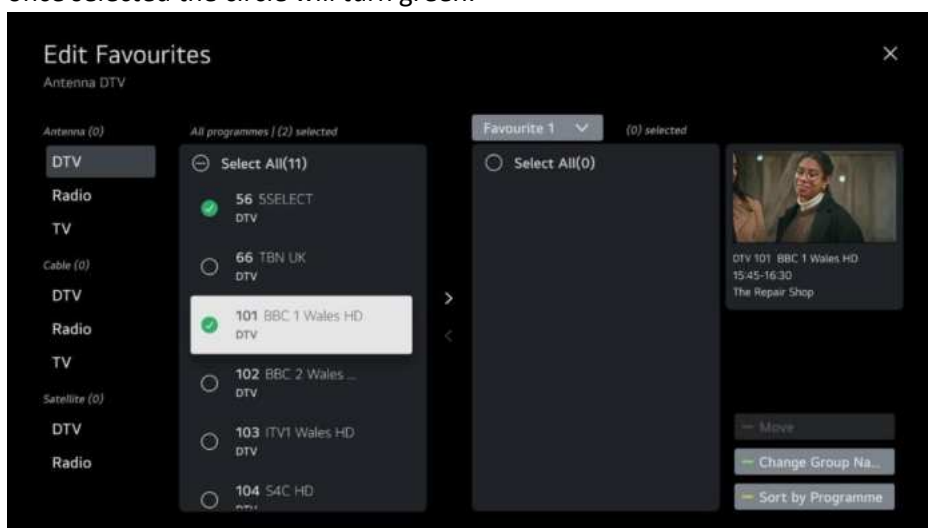 once selected the circle will turn green.
Edit Favourites
Antenna DTV
Antenna (0)
DTV
Radio
TV
Cable (0)
DTV
Radio
TV
Satellite (0)
DTV
Radio
All programmes | (2) selected
Select All(11)
56 5SELECT
DTV
66 TBN UK
DTV
101 BBC 1 Wales HD
DTV
102 BBC 2 Wales ...
DTV
103 ITV1 Wales HD
DTV
104 S4C HD
DTV
Favourite 1
(0) selected
Select All(0)
DTV 101 BBC 1 Wales HD
15:45-16:30
The Repair Shop
Move
Change Group Na...
Sort by Programme